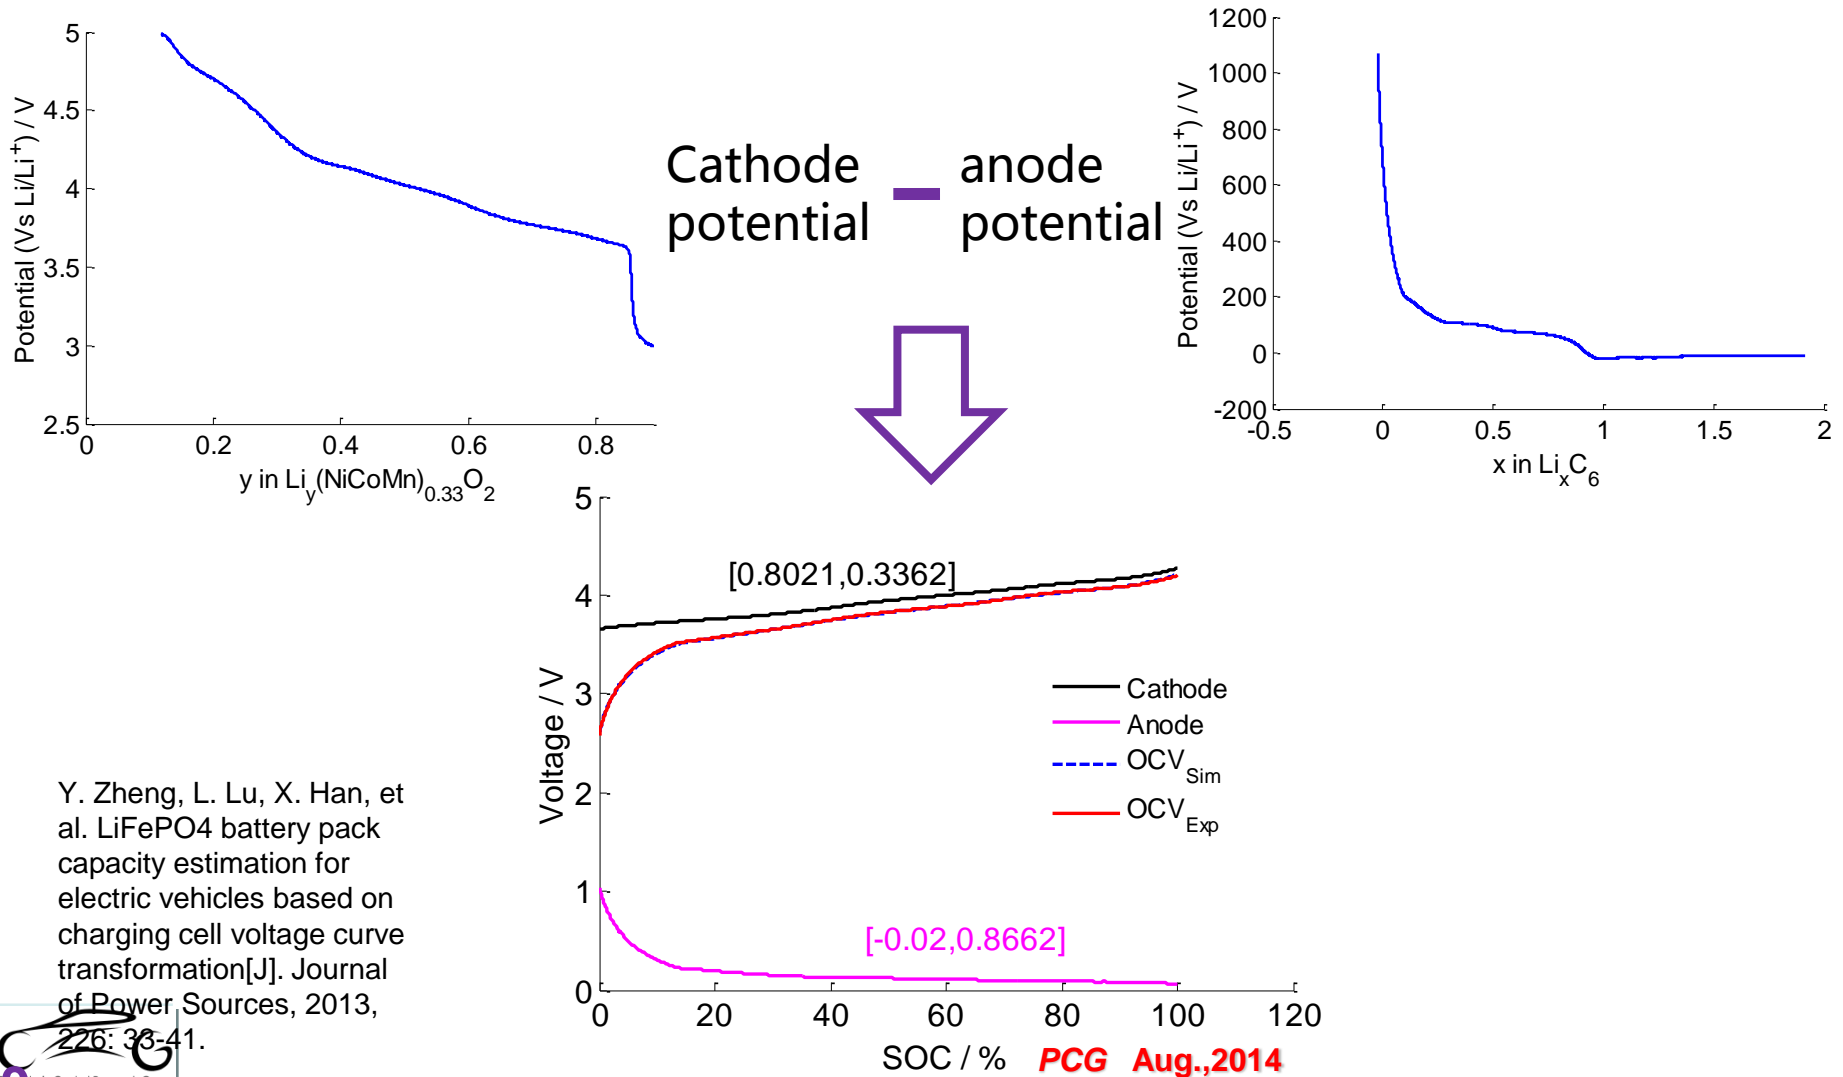 5
4.5
4
3.5
3
2.5
0
0.2
0.4
0.6
0.8
Potential (Vs Li/Li+) / V
y in Liy(NiCoMn)0.33O2
Cathode
potential
anode
potential
1200
1000
800
600
400
200
0
-200
-0.5
0
0.5
1
1.5
2
Potential (Vs Li/Li+) / V
x in LixC6
5
4
3
2
1
0
0
20
40
60
80
100
120
Voltage / V
SOC / %
[0.8021,0.3362]
[-0.02,0.8662]
Cathode
Anode
OCVSim
OCVExp
Y. Zheng, L. Lu, X. Han, et
al. LiFePO4 battery pack
capacity estimation for
electric vehicles based on
charging cell voltage curve
transformation[J]. Journal
of Power Sources, 2013,
226: 33-41.
PCG Aug.,2014